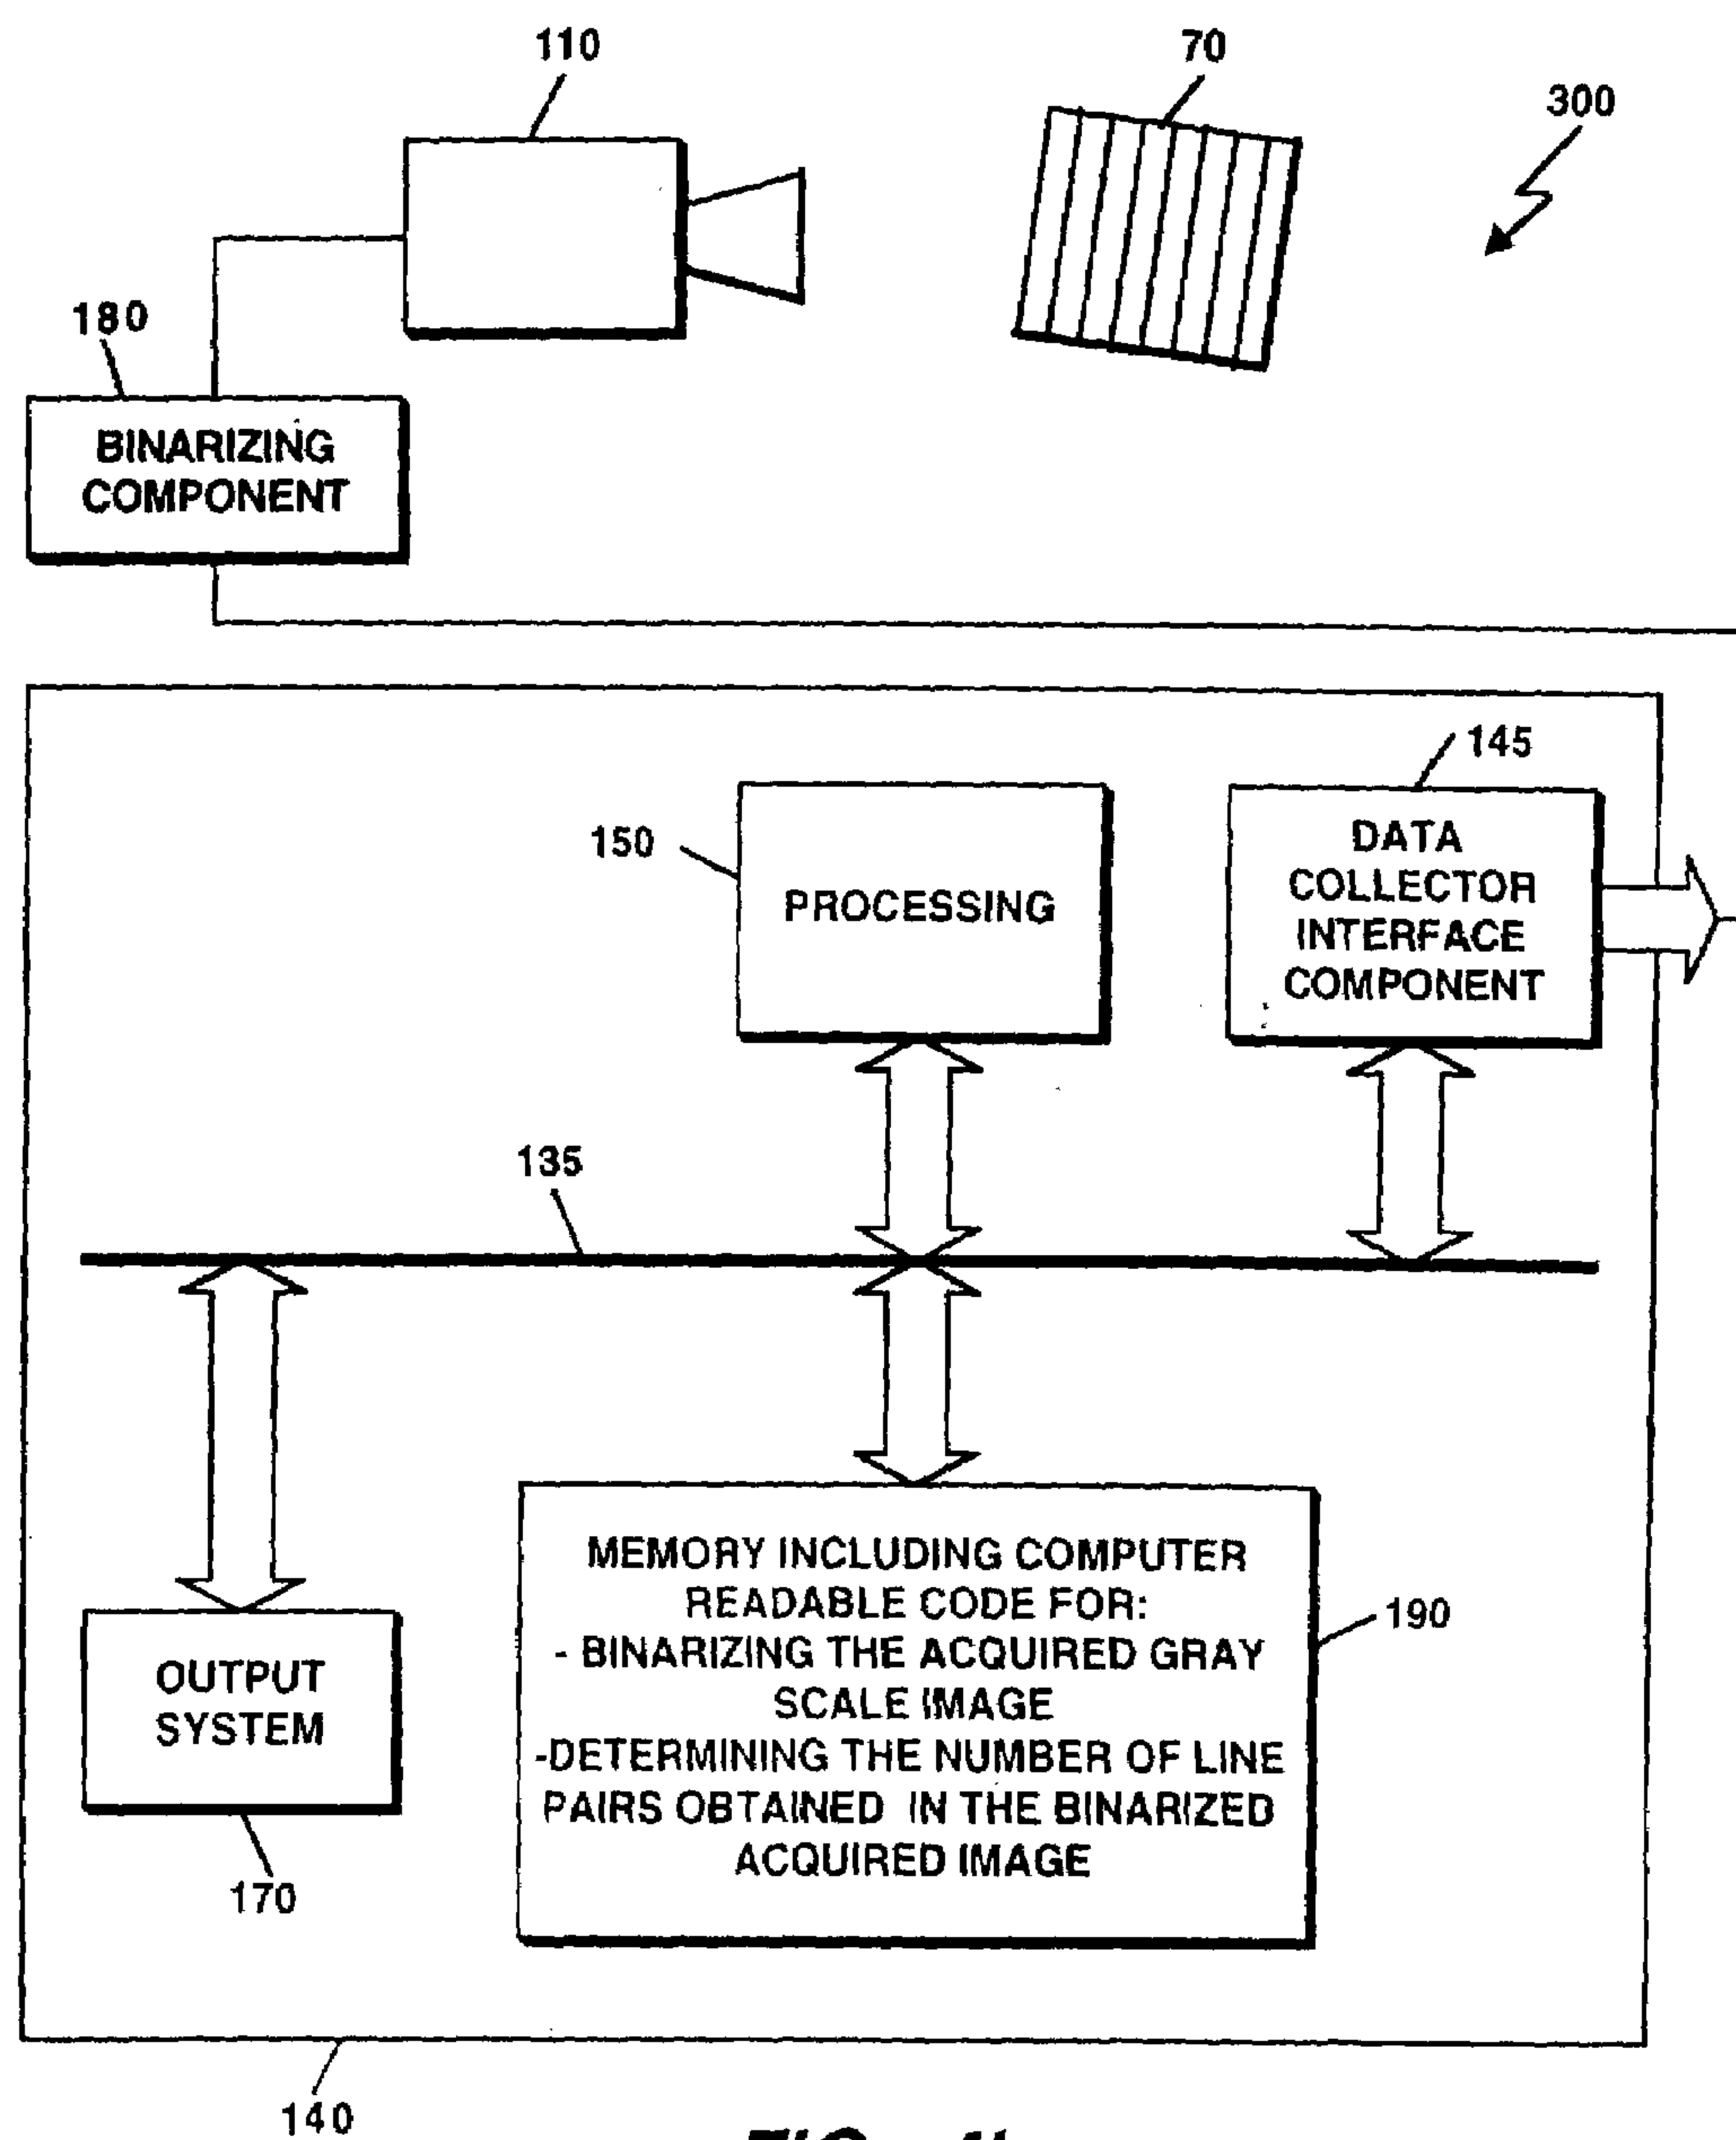 110
70
300
180
BINARIZING
COMPONENT
145
150
PROCESSING
DATA
COLLECTOR
INTERFACE
COMPONENT
135
MEMORY INCLUDING COMPUTER
READABLE CODE FOR:
- BINARIZING THE ACQUIRED GRAY
SCALE IMAGE
-DETERMINING THE NUMBER OF LINE
PAIRS OBTAINED IN THE BINARIZED
ACQUIRED IMAGE
190
OUTPUT
SYSTEM
170
140